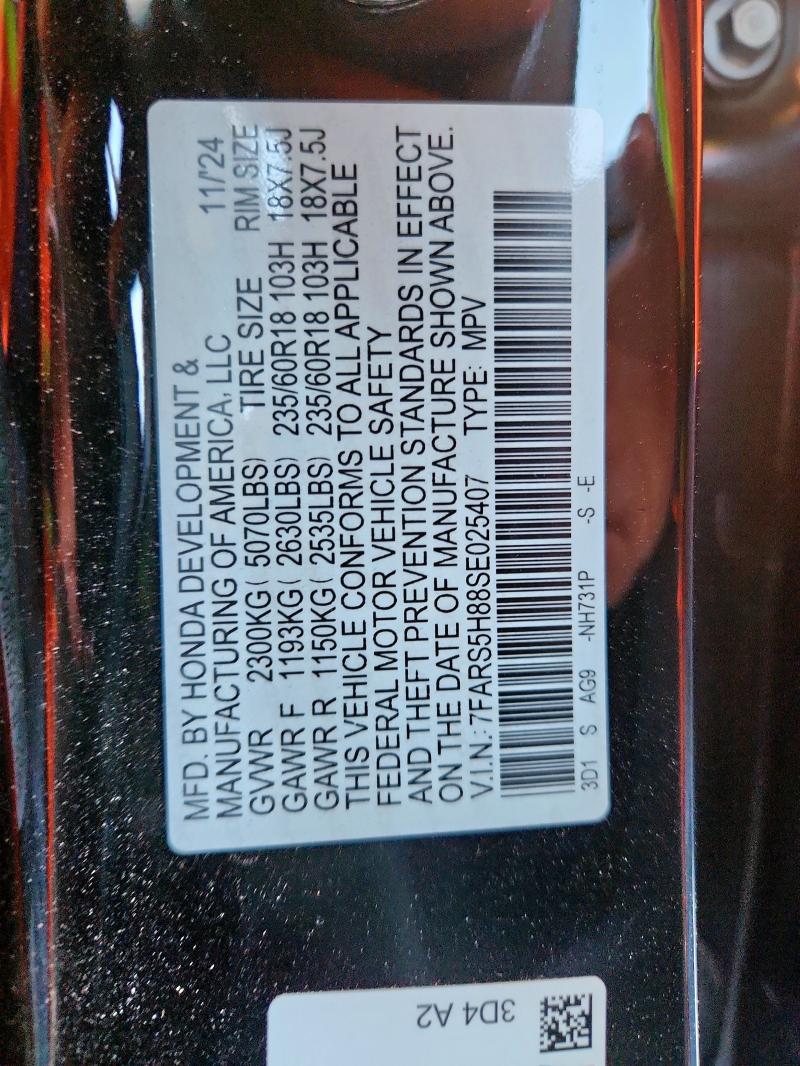 MFD. BY HONDA DEVELOPMENT &
MANUFACTURING OF AMERICA, LLC 11/'24
GVWR 2300KG( 5070LBS) TIRE SIZE RIM SIZE
GAWR F 1193KG( 2630LBS) 235/60R18 103H 18X7.5J
GAWR R 1150KG( 2535LBS) 235/60R18 103H 18X7.5J
THIS VEHICLE CONFORMS TO ALL APPLICABLE
FEDERAL MOTOR VEHICLE SAFETY
AND THEFT PREVENTION STANDARDS IN EFFECT
ON THE DATE OF MANUFACTURE SHOWN ABOVE.
V.I.N.: 7FARS5H88SE025407 TYPE: MPV
3D1 S AG9 -NH731P -S -E
3D4 A2